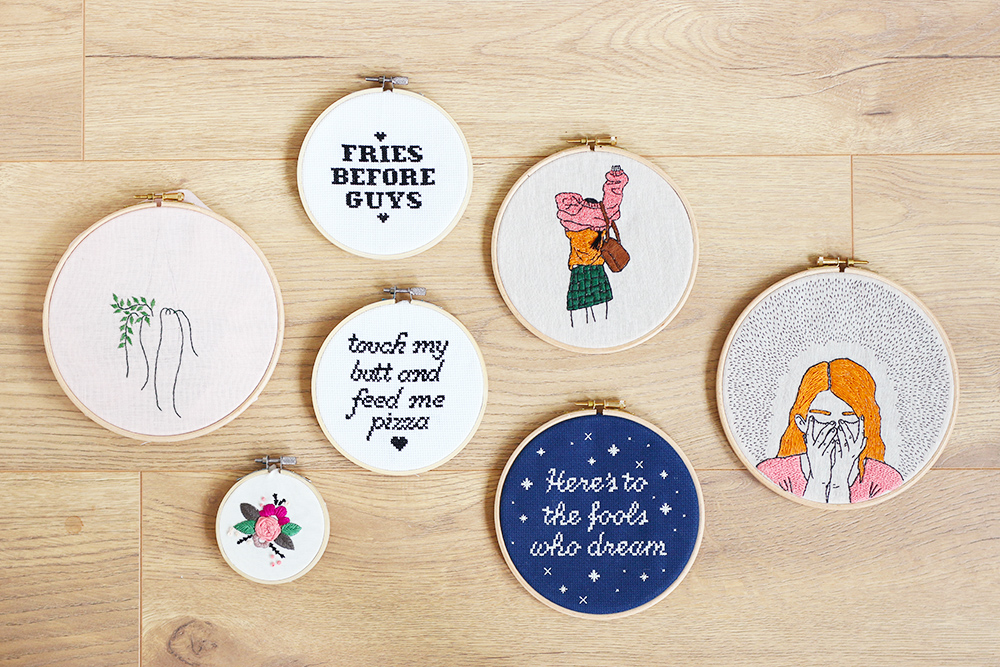 FRIES
BEFORE
GUYS
touch my
butt and
feed me
pizza
Here's to
the fools
who dream